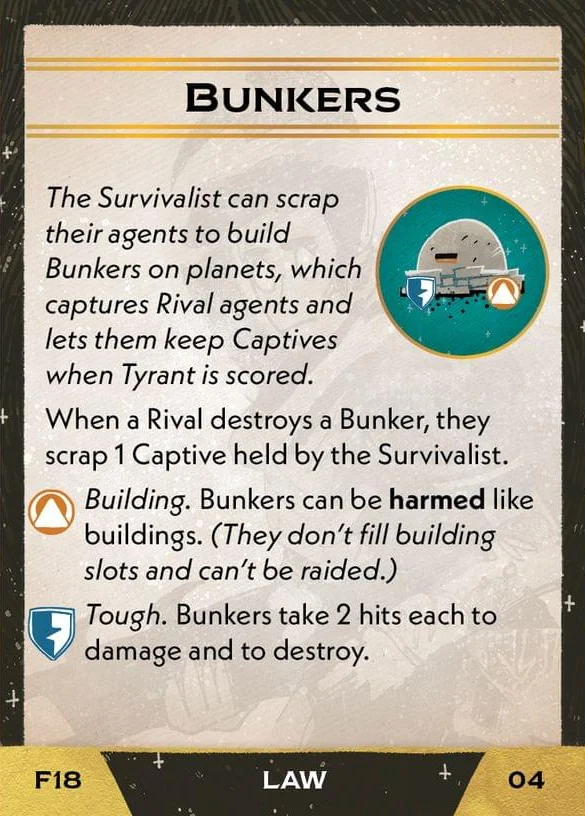 BUNKERS
The Survivalist can scrap
their agents to build
Bunkers on planets, which
captures Rival agents and
lets them keep Captives
when Tyrant is scored.
When a Rival destroys a Bunker, they
scrap 1 Captive held by the Survivalist.
Building. Bunkers can be harmed like
buildings. (They don't fill building
slots and can't be raided.)
Tough. Bunkers take 2 hits each to
damage and to destroy.
F18 LAW 04